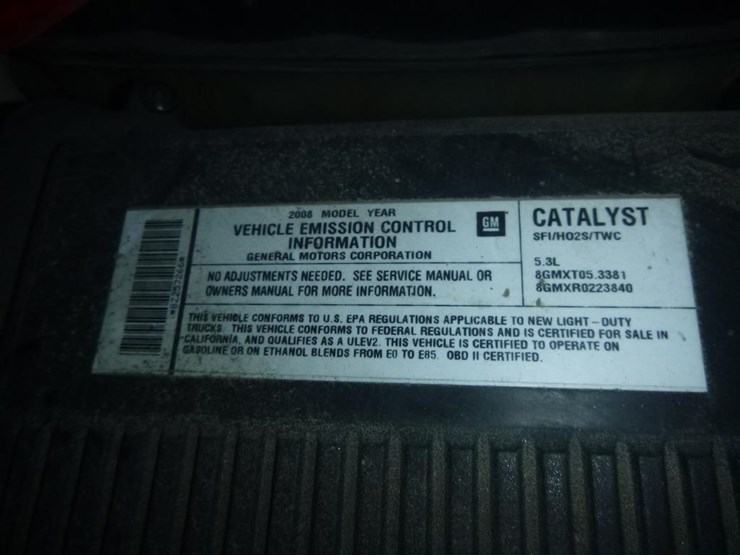 2008 MODEL YEAR
VEHICLE EMISSION CONTROL
INFORMATION
GENERAL MOTORS CORPORATION
GM
CATALYST
SFI/HO2S/TWC
NO ADJUSTMENTS NEEDED. SEE SERVICE MANUAL OR
OWNERS MANUAL FOR MORE INFORMATION.
5.3L
8GMXT05.3381
8GMXR0223840
THIS VEHICLE CONFORMS TO U.S. EPA REGULATIONS APPLICABLE TO NEW LIGHT-DUTY
TRUCKS. THIS VEHICLE CONFORMS TO FEDERAL REGULATIONS AND IS CERTIFIED FOR SALE IN
CALIFORNIA, AND QUALIFIES AS A ULEV2. THIS VEHICLE IS CERTIFIED TO OPERATE ON
GASOLINE OR ON ETHANOL BLENDS FROM E0 TO E85. OBD II CERTIFIED.